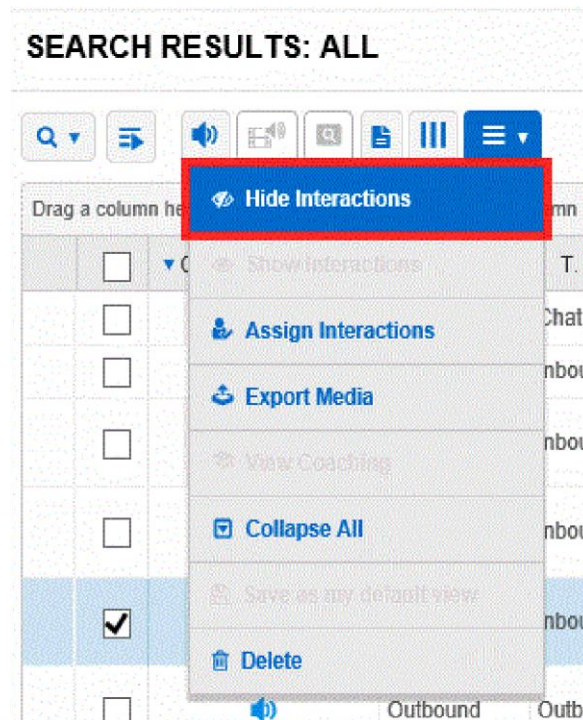 SEARCH RESULTS: ALL
Drag a column he
mn
Hide Interactions
C
Show Interactions
T.
Assign Interactions
Chat
nbou
Export Media
nbou
View Coaching
Collapse All
nbou
Save as my default view
nbou
Delete
Outbound
Outb